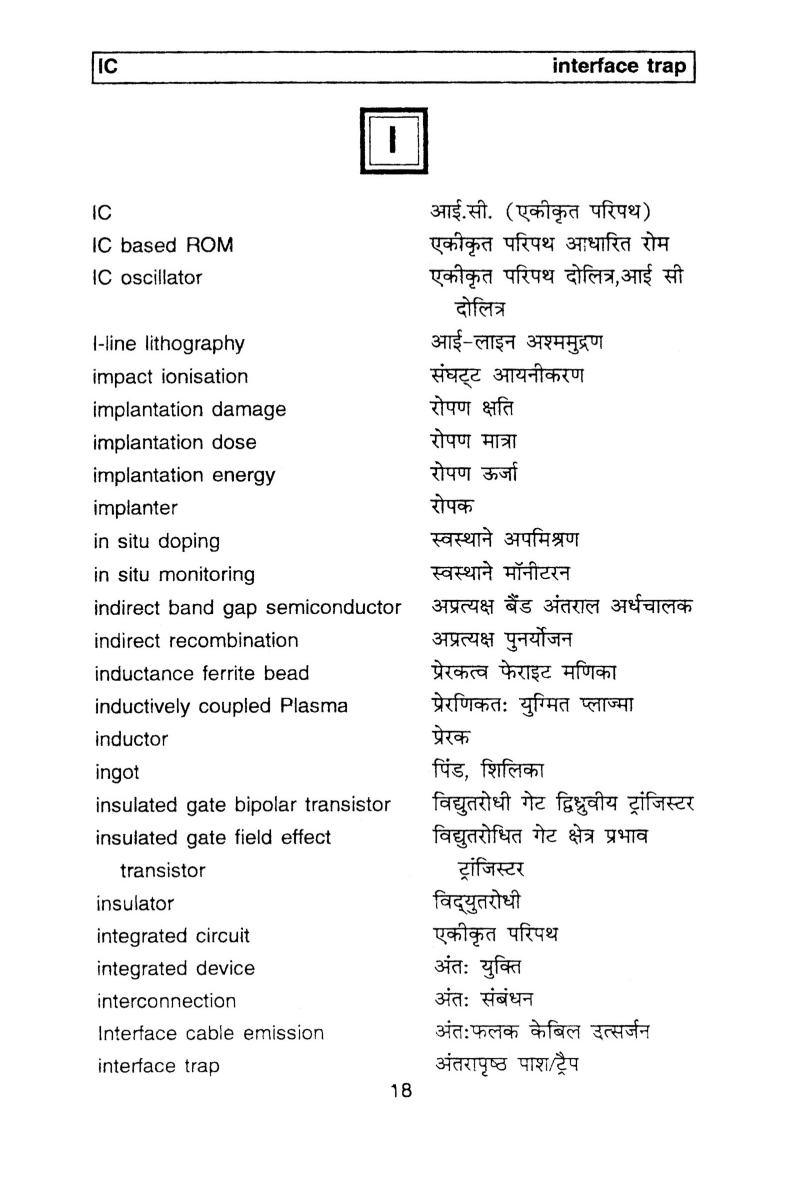 IC interface trap
I
IC आई.सी. (एकीकृत परिपथ)
IC based ROM एकीकृत परिपथ आधारित रोम
IC oscillator एकीकृत परिपथ दोलित्र,आई सी
दोलित्र
I-line lithography आई-लाइन अश्ममुद्रण
impact ionisation संघट्‌ट आयनीकरण
implantation damage रोपण क्षति
implantation dose रोपण मात्रा
implantation energy रोपण ऊर्जा
implanter रोपक
in situ doping स्वस्थाने अपमिश्रण
in situ monitoring स्वस्थाने मॉनीटरन
indirect band gap semiconductor अप्रत्यक्ष बैंड अंतराल अर्धचालक
indirect recombination अप्रत्यक्ष पुनर्योजन
inductance ferrite bead प्रेरकत्व फेराइट मणिका
inductively coupled Plasma प्रेरणिकतः युग्मित प्लाज्मा
inductor प्रेरक
ingot पिंड, शिलिका
insulated gate bipolar transistor विद्युतरोधी गेट द्विध्रुवीय ट्रांजिस्टर
insulated gate field effect विद्युतरोधित गेट क्षेत्र प्रभाव
transistor ट्रांजिस्टर
insulator विद्‌युतरोधी
integrated circuit एकीकृत परिपथ
integrated device अंतः युक्ति
interconnection अंतः संबंधन
Interface cable emission अंतःफलक केबिल उत्सर्जन
interface trap अंतरापृष्ठ पाश/ट्रैप
18